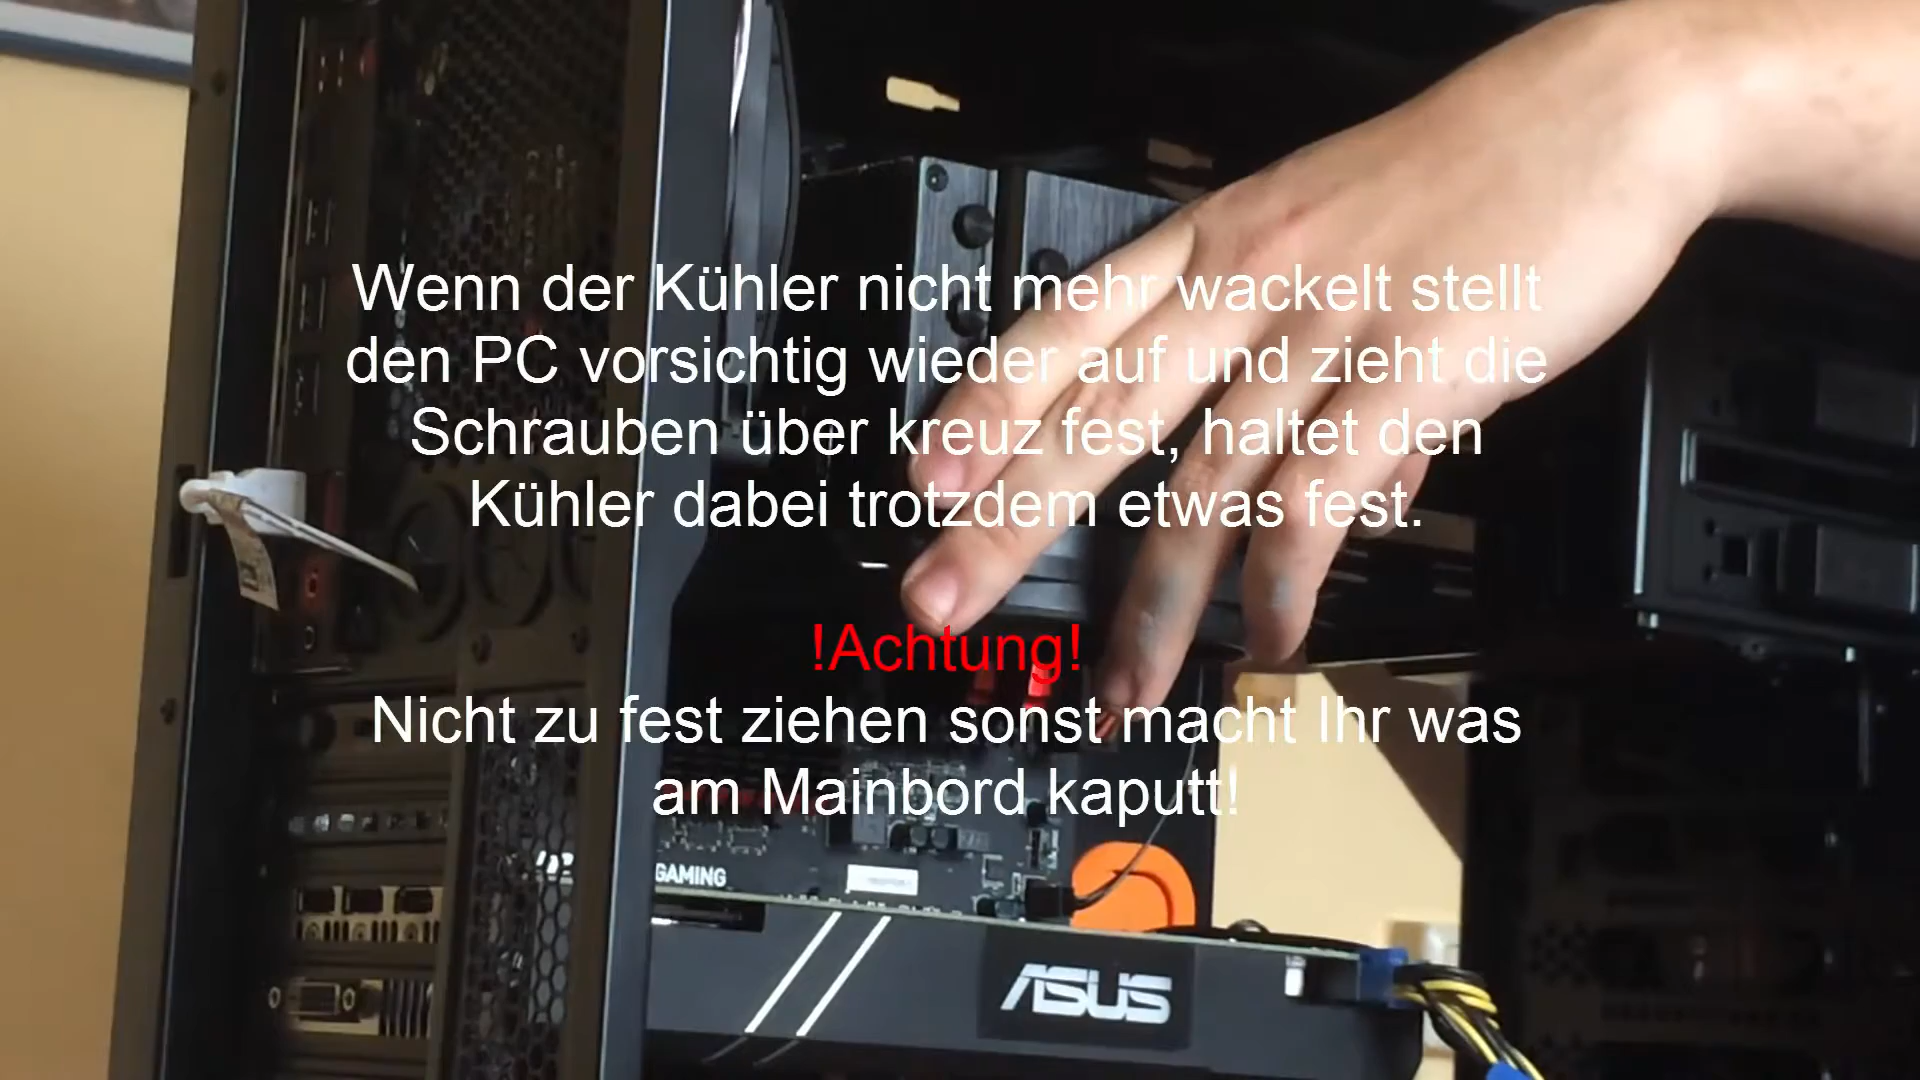 Wenn der Kühler nicht mehr wackelt stellt
den PC vorsichtig wieder auf und zieht die
Schrauben über kreuz fest, haltet den
Kühler dabei trotzdem etwas fest.
!Achtung!
Nicht zu fest ziehen sonst macht Ihr was
am Mainbord kaputt!
GAMING
ASUS